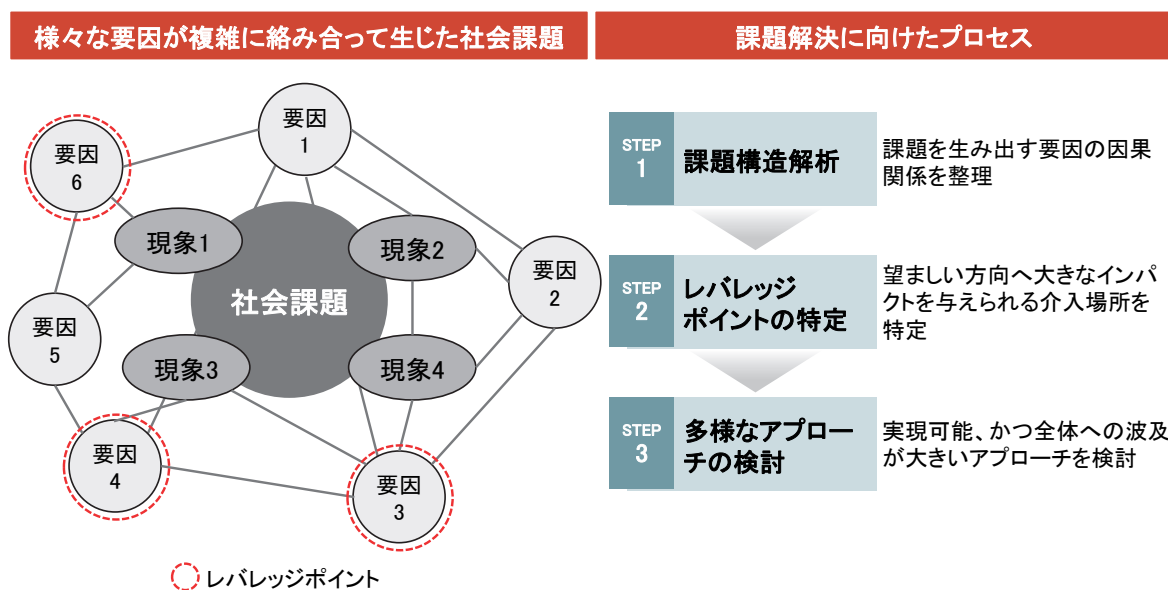 様々な要因が複雑に絡み合って生じた社会課題
要因
1
要因
6
現象1
現象2
要因
2
社会課題
要因
5
現象3
現象4
要因
4
要因
3
レバレッジポイント
課題解決に向けたプロセス
STEP
1
課題構造解析
課題を生み出す要因の因果
関係を整理
STEP
2
レバレッジ
ポイントの特定
望ましい方向へ大きなインパ
クトを与えられる介入場所を
特定
STEP
3
多様なアプロー
チの検討
実現可能、かつ全体への波及
が大きいアプローチを検討